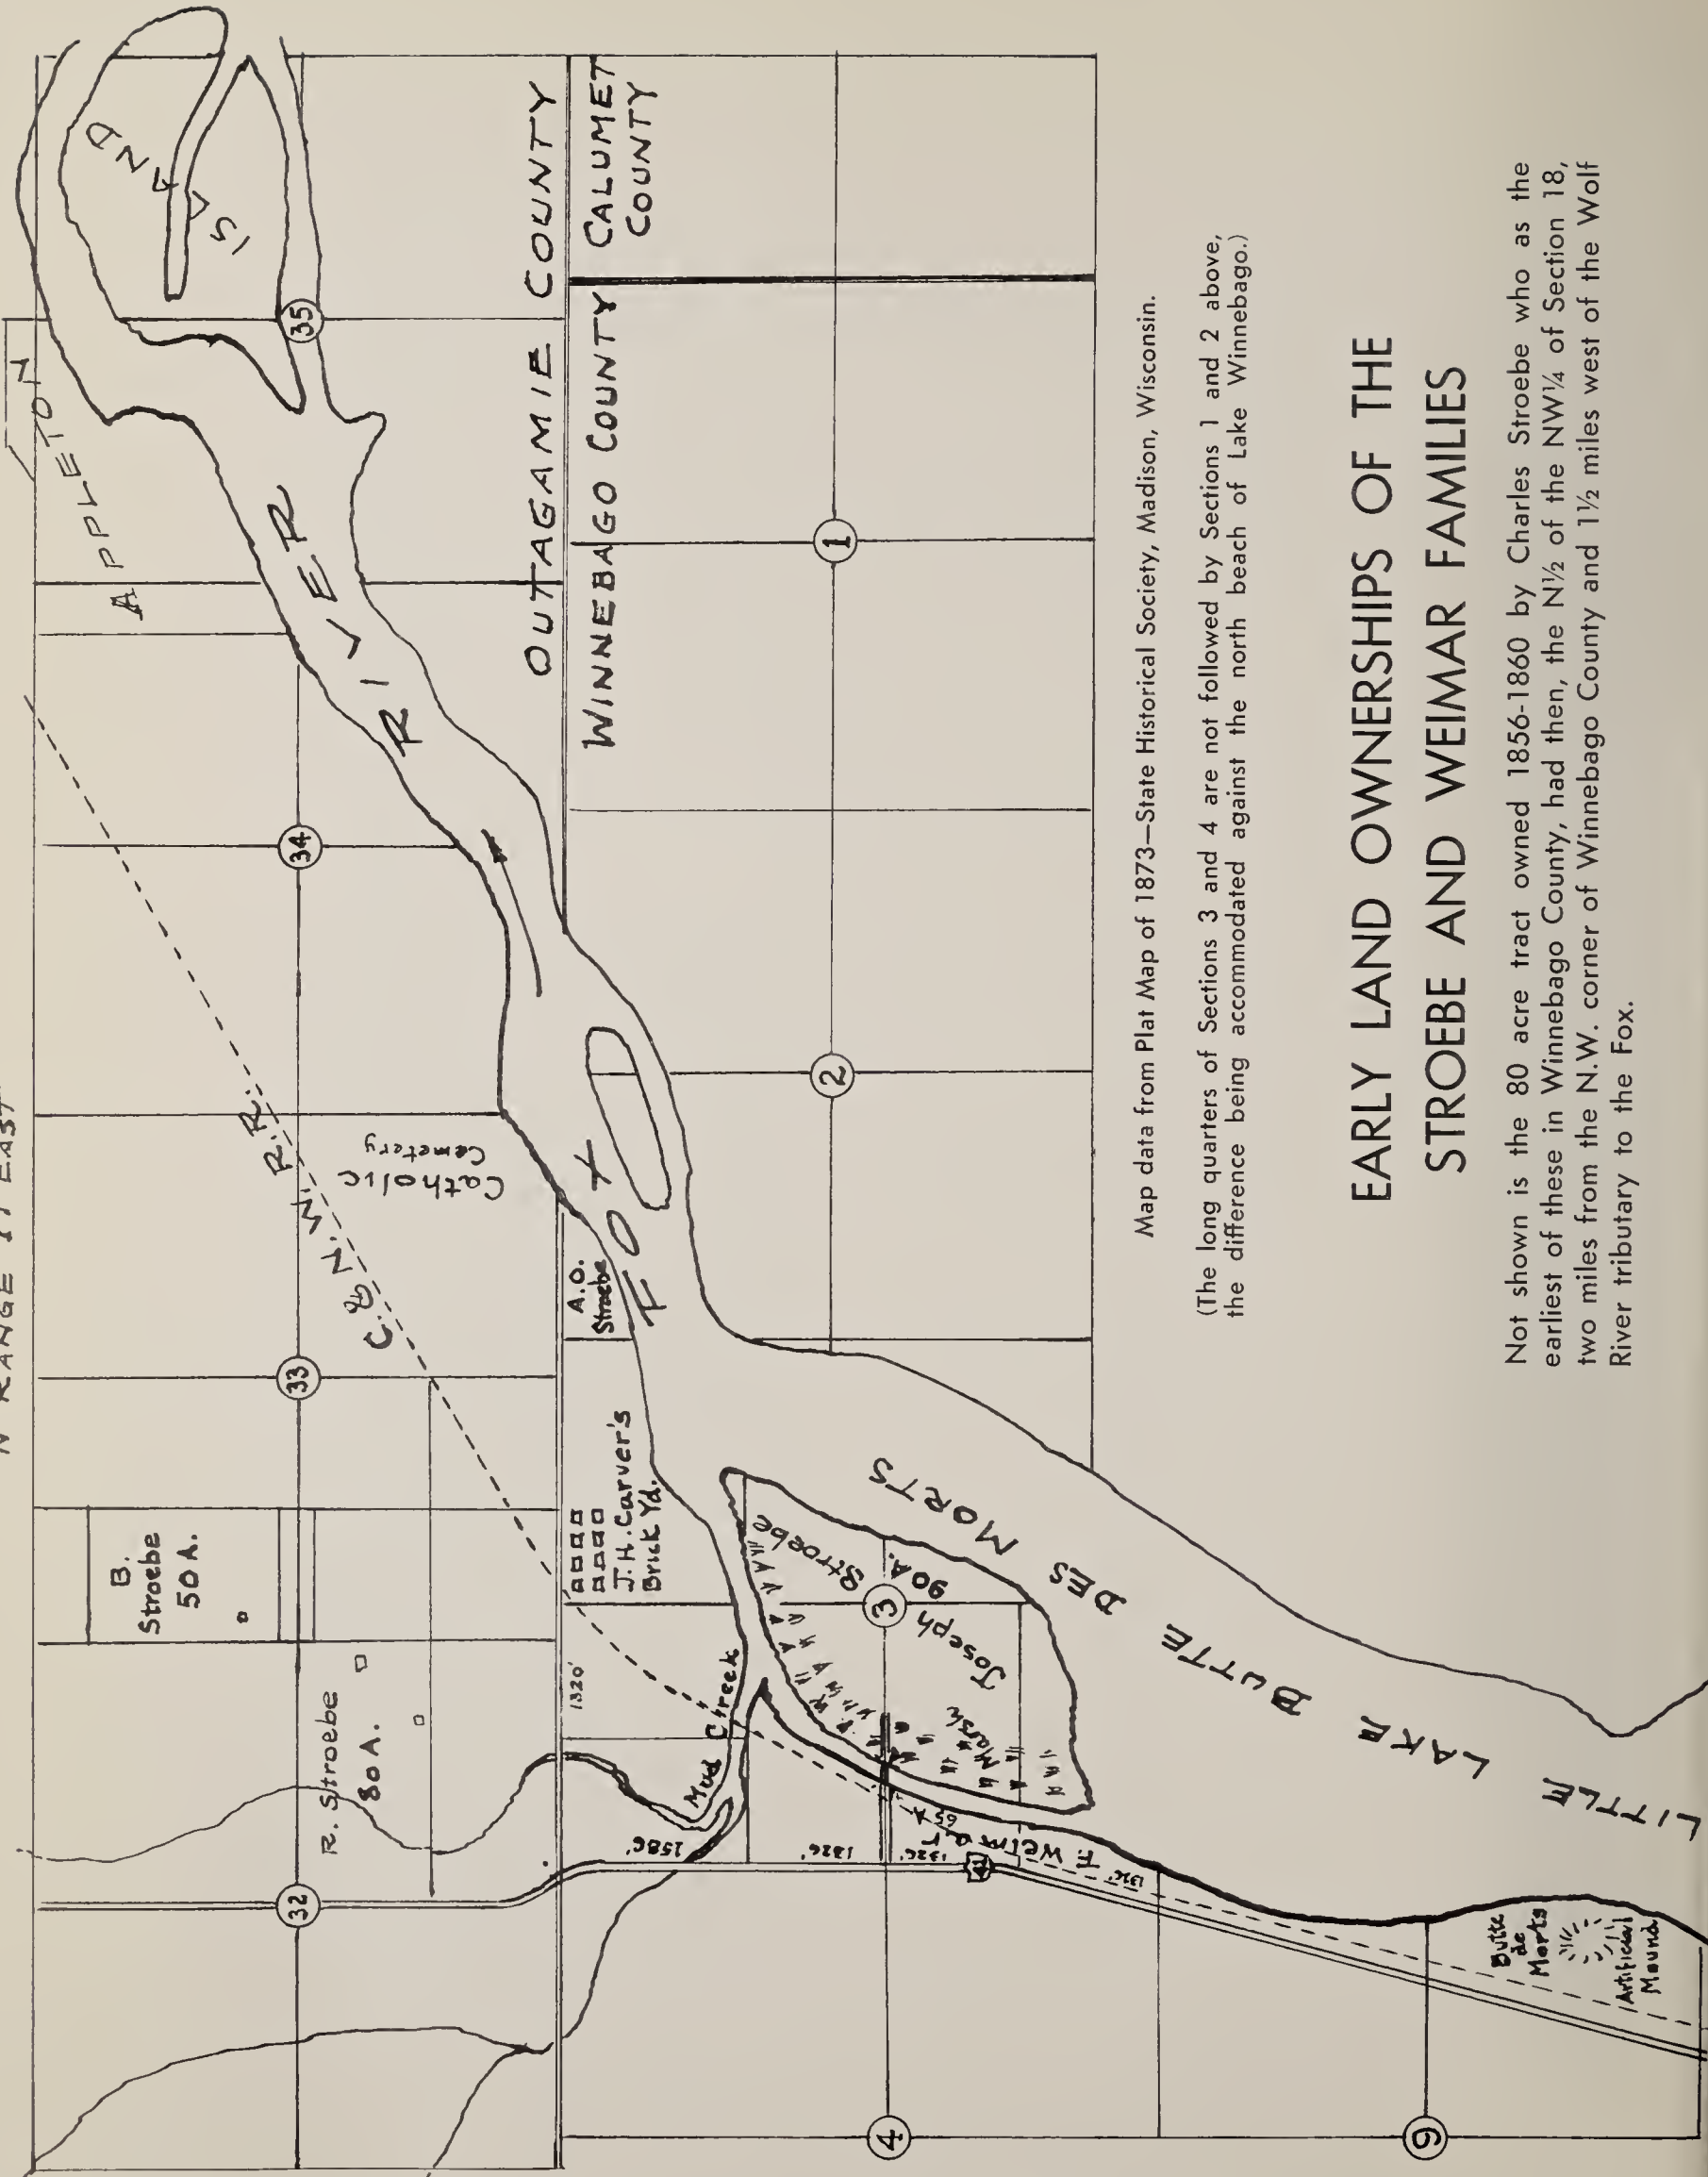 N RANGE 17 EAST
APPLETON
ISLAND
35
34
33
32
RIVER
FOX
C. & N. W. R. R.
Catholic
Cemetery
OUTAGAMIE COUNTY
WINNEBAGO COUNTY
CALUMET
COUNTY
B.
Stroebe
50 A.
R. Stroebe
80 A.
A.O.
Stroebe
J. H. Carver's
Brick Yd.
1320'
Mud Creek
1586'
1326'
1326'
1326'
41
F. Weimar
65 A
Joseph Stroebe
90 A.
Marsh
1
2
3
4
9
LITTLE LAKE BUTTE DES MORTS
Butte
de
Morts
Artificial
Mound
Map data from Plat Map of 1873—State Historical Society, Madison, Wisconsin.
(The long quarters of Sections 3 and 4 are not followed by Sections 1 and 2 above,
the difference being accommodated against the north beach of Lake Winnebago.)
EARLY LAND OWNERSHIPS OF THE
STROEBE AND WEIMAR FAMILIES
Not shown is the 80 acre tract owned 1856-1860 by Charles Stroebe who as the
earliest of these in Winnebago County, had then, the N½ of the NW¼ of Section 18,
two miles from the N.W. corner of Winnebago County and 1½ miles west of the Wolf
River tributary to the Fox.